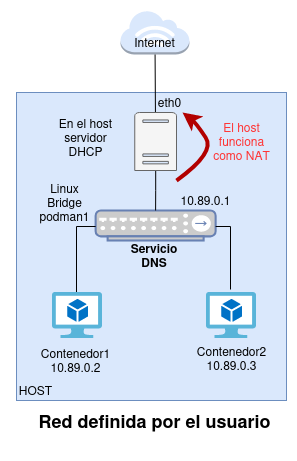 Internet
eth0
En el host
servidor
DHCP
El host
funciona
como NAT
Linux
Bridge
podman1
10.89.0.1
Servicio
DNS
Contenedor1
10.89.0.2
Contenedor2
10.89.0.3
HOST
Red definida por el usuario